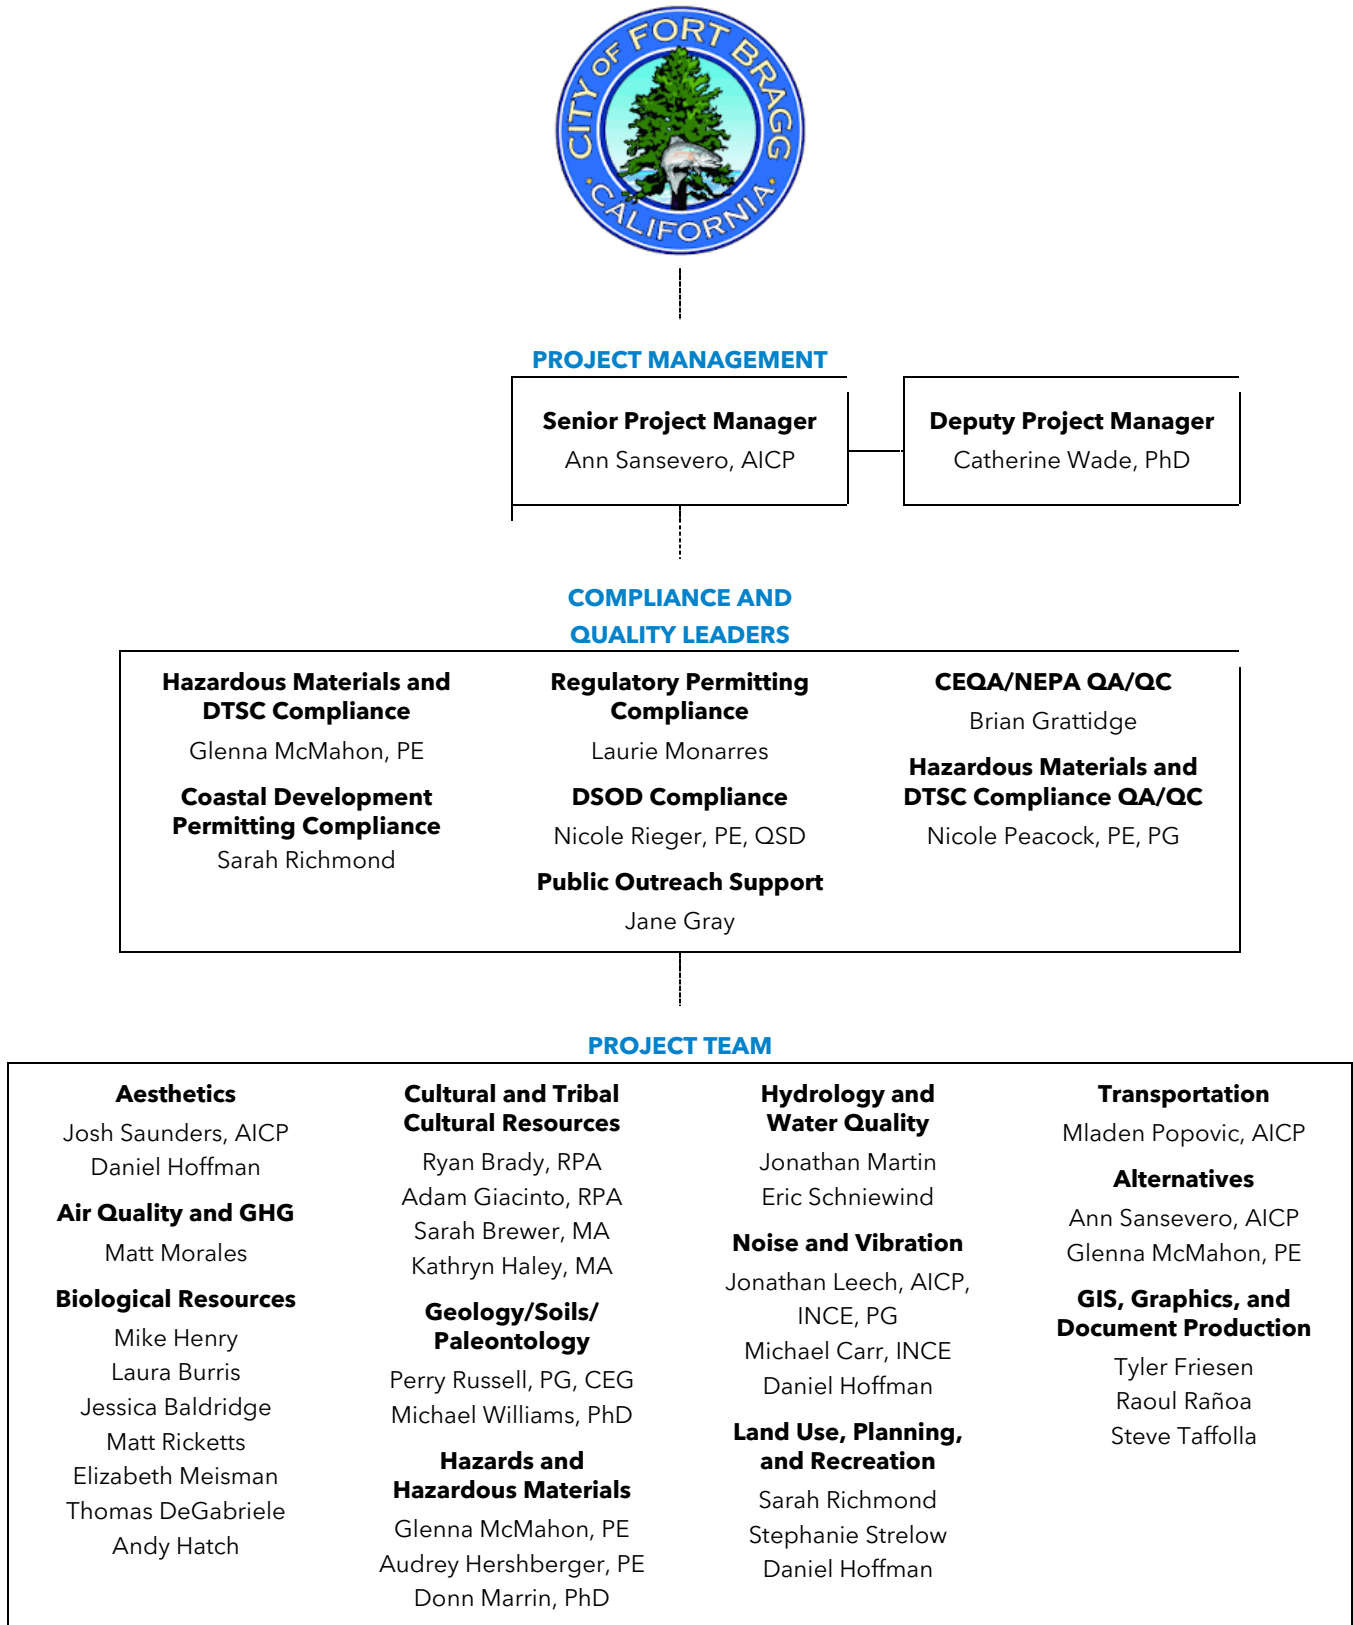 CITY OF FORT BRAGG
CALIFORNIA
PROJECT MANAGEMENT
Senior Project Manager
Ann Sansevero, AICP
Deputy Project Manager
Catherine Wade, PhD
COMPLIANCE AND
QUALITY LEADERS
Hazardous Materials and
DTSC Compliance
Glenna McMahon, PE
Coastal Development
Permitting Compliance
Sarah Richmond
Regulatory Permitting
Compliance
Laurie Monarres
DSOD Compliance
Nicole Rieger, PE, QSD
Public Outreach Support
Jane Gray
CEQA/NEPA QA/QC
Brian Grattidge
Hazardous Materials and
DTSC Compliance QA/QC
Nicole Peacock, PE, PG
PROJECT TEAM
Aesthetics
Josh Saunders, AICP
Daniel Hoffman
Air Quality and GHG
Matt Morales
Biological Resources
Mike Henry
Laura Burris
Jessica Baldridge
Matt Ricketts
Elizabeth Meisman
Thomas DeGabriele
Andy Hatch
Cultural and Tribal
Cultural Resources
Ryan Brady, RPA
Adam Giacinto, RPA
Sarah Brewer, MA
Kathryn Haley, MA
Geology/Soils/
Paleontology
Perry Russell, PG, CEG
Michael Williams, PhD
Hazards and
Hazardous Materials
Glenna McMahon, PE
Audrey Hershberger, PE
Donn Marrin, PhD
Hydrology and
Water Quality
Jonathan Martin
Eric Schniewind
Noise and Vibration
Jonathan Leech, AICP,
INCE, PG
Michael Carr, INCE
Daniel Hoffman
Land Use, Planning,
and Recreation
Sarah Richmond
Stephanie Strelow
Daniel Hoffman
Transportation
Mladen Popovic, AICP
Alternatives
Ann Sansevero, AICP
Glenna McMahon, PE
GIS, Graphics, and
Document Production
Tyler Friesen
Raoul Rañoa
Steve Taffolla